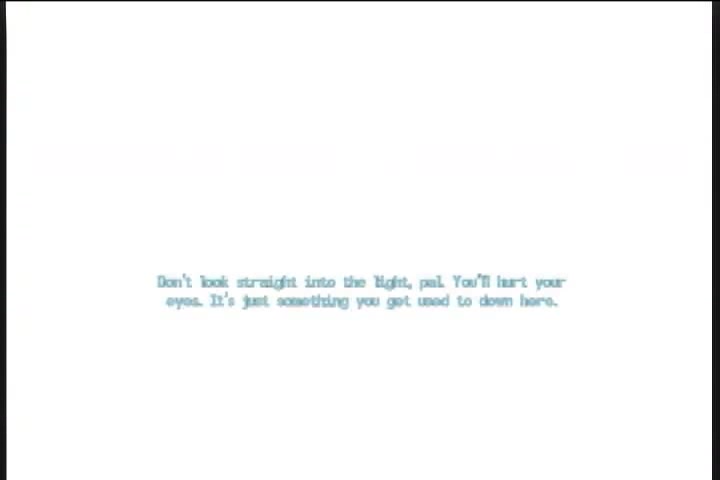 Don't look straight into the light, pal. You'll hurt your
eyes. It's just something you get used to down here.